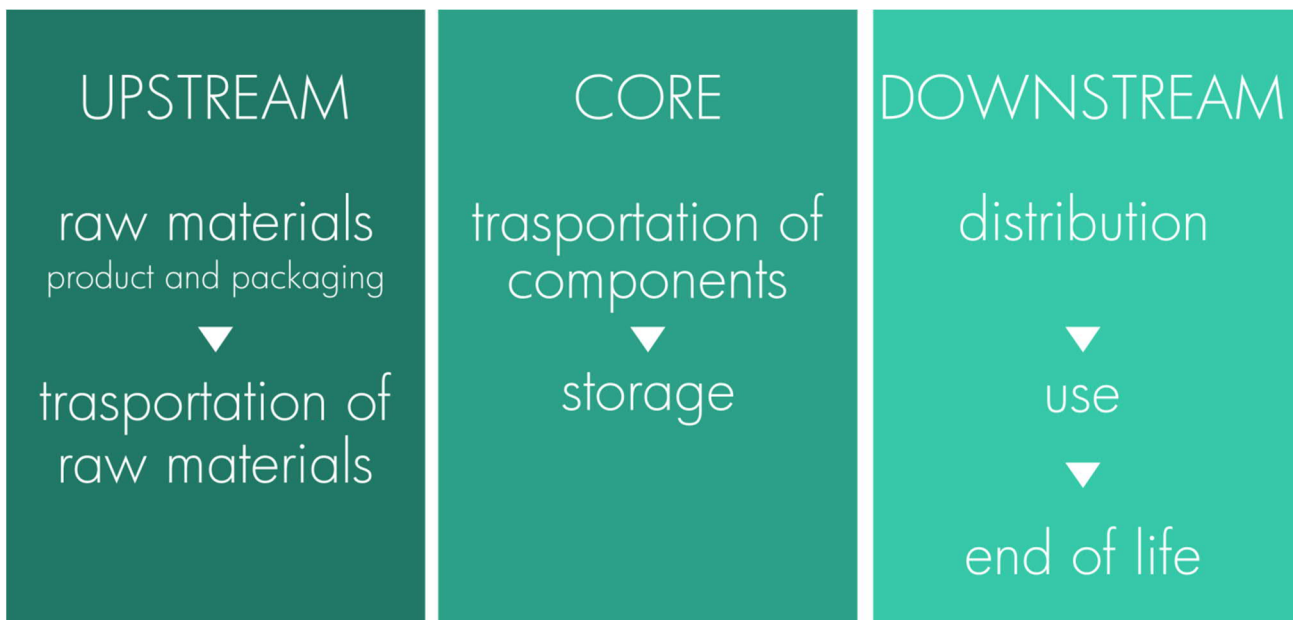 UPSTREAM
raw materials
product and packaging
trasportation of
raw materials
CORE
trasportation of
components
storage
DOWNSTREAM
distribution
use
end of life